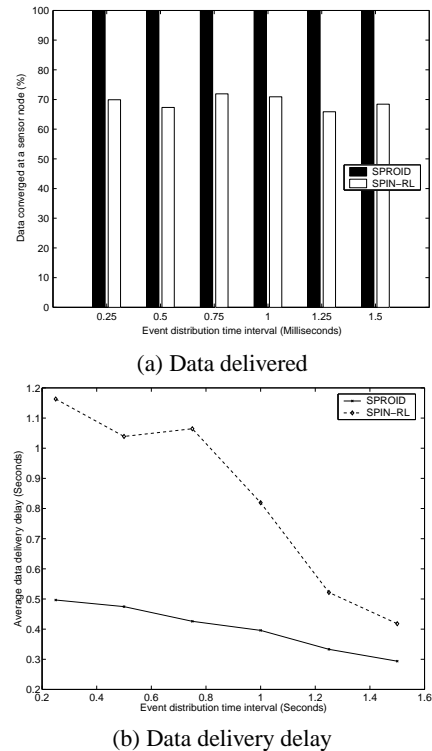 100
90
80
70
60
50
40
30
20
10
0
Data converged at a sensor node (%)
SPROID
SPIN-RL
0.25 0.5 0.75 1 1.25 1.5
Event distribution time interval (Milliseconds)
(a) Data delivered
1.2
1.1
1
0.9
0.8
0.7
0.6
0.5
0.4
0.3
0.2
Average data delivery delay (Seconds)
SPROID
SPIN-RL
0.2 0.4 0.6 0.8 1 1.2 1.4 1.6
Event distribution time interval (Seconds)
(b) Data delivery delay